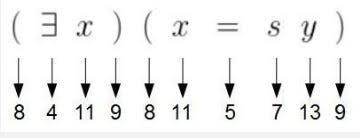 ( ∃ x ) ( x = s y )
↓ ↓ ↓ ↓ ↓ ↓ ↓ ↓ ↓ ↓
8 4 11 9 8 11 5 7 13 9